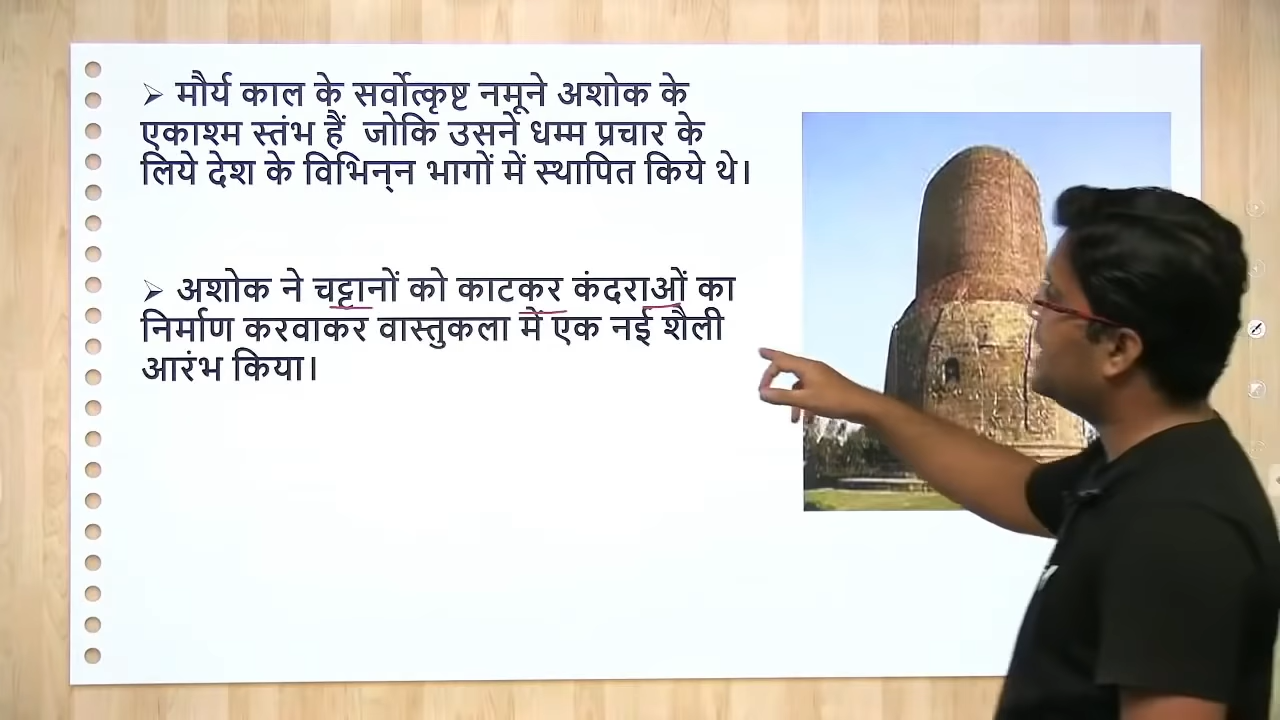 ➢ मौर्य काल के सर्वोत्कृष्ट नमूने अशोक के
एकाश्म स्तंभ हैं जोकि उसने धम्म प्रचार के
लिये देश के विभिन्‍न भागों में स्थापित किये थे।
➢ अशोक ने चट्टानों को काटकर कंदराओं का
निर्माण करवाकर वास्तुकला में एक नई शैली
आरंभ किया।